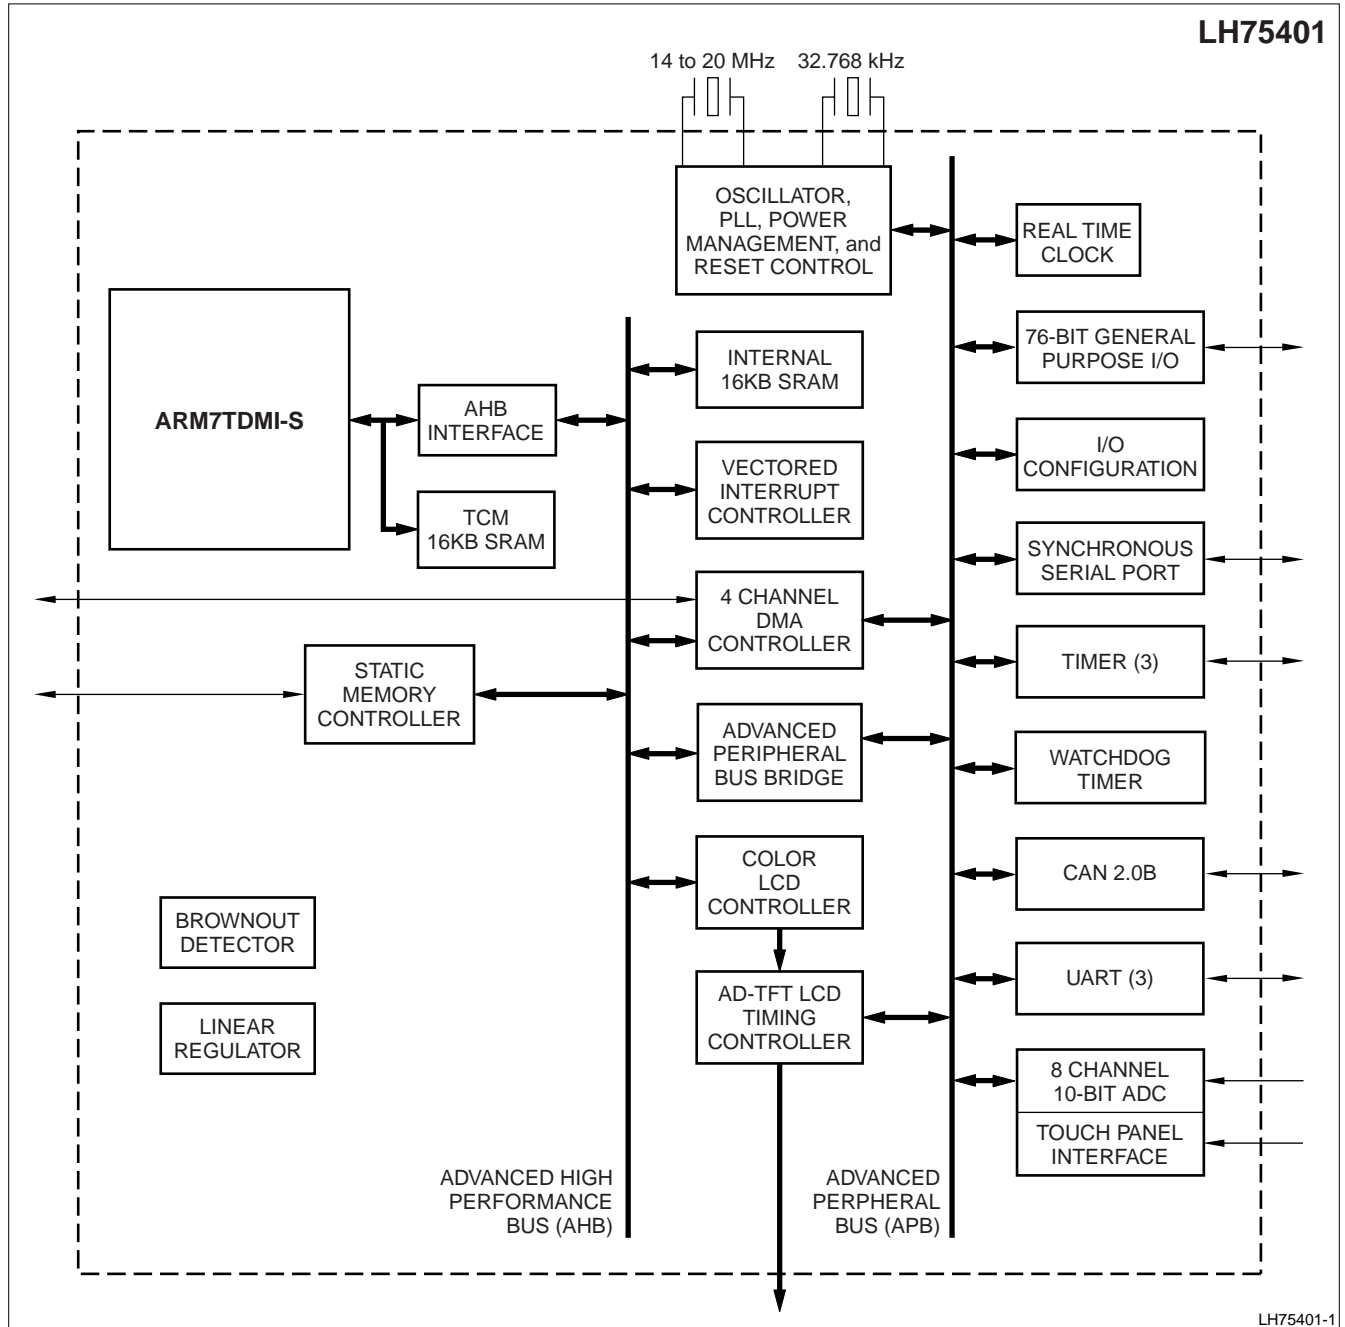 LH75401
14 to 20 MHz
32.768 kHz
OSCILLATOR,
PLL, POWER
MANAGEMENT, and
RESET CONTROL
REAL TIME
CLOCK
ARM7TDMI-S
AHB
INTERFACE
TCM
16KB SRAM
INTERNAL
16KB SRAM
76-BIT GENERAL
PURPOSE I/O
VECTORED
INTERRUPT
CONTROLLER
I/O
CONFIGURATION
4 CHANNEL
DMA
CONTROLLER
SYNCHRONOUS
SERIAL PORT
STATIC
MEMORY
CONTROLLER
TIMER (3)
ADVANCED
PERIPHERAL
BUS BRIDGE
WATCHDOG
TIMER
COLOR
LCD
CONTROLLER
CAN 2.0B
BROWNOUT
DETECTOR
AD-TFT LCD
TIMING
CONTROLLER
UART (3)
LINEAR
REGULATOR
8 CHANNEL
10-BIT ADC
TOUCH PANEL
INTERFACE
ADVANCED HIGH
PERFORMANCE
BUS (AHB)
ADVANCED
PERPHERAL
BUS (APB)
LH75401-1